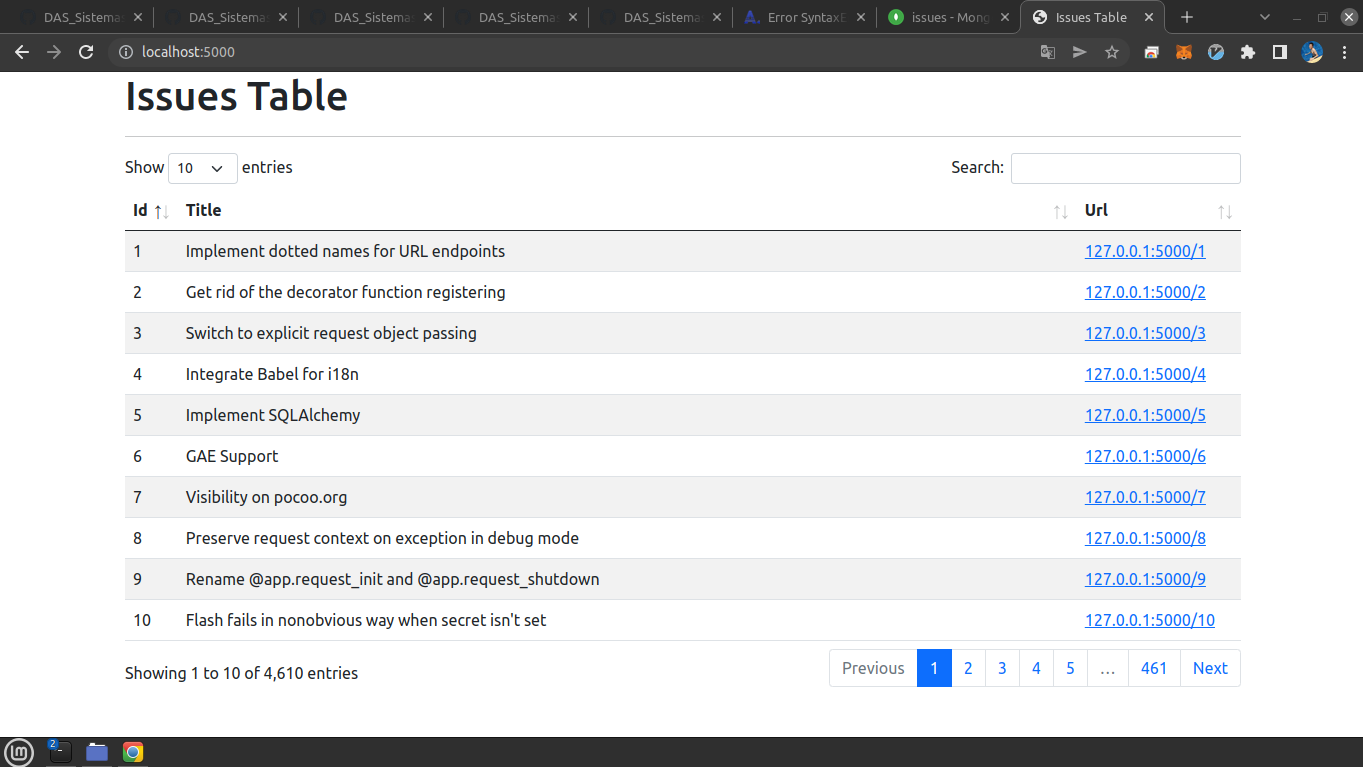 DAS_Sistema DAS_Sistema DAS_Sistema DAS_Sistema DAS_Sistema Error SyntaxE issues - Mong Issues Table
localhost:5000
Issues Table
Show 10 entries Search:
Id Title Url
1 Implement dotted names for URL endpoints 127.0.0.1:5000/1
2 Get rid of the decorator function registering 127.0.0.1:5000/2
3 Switch to explicit request object passing 127.0.0.1:5000/3
4 Integrate Babel for i18n 127.0.0.1:5000/4
5 Implement SQLAlchemy 127.0.0.1:5000/5
6 GAE Support 127.0.0.1:5000/6
7 Visibility on pocoo.org 127.0.0.1:5000/7
8 Preserve request context on exception in debug mode 127.0.0.1:5000/8
9 Rename @app.request_init and @app.request_shutdown 127.0.0.1:5000/9
10 Flash fails in nonobvious way when secret isn't set 127.0.0.1:5000/10
Showing 1 to 10 of 4,610 entries Previous 1 2 3 4 5 … 461 Next
2